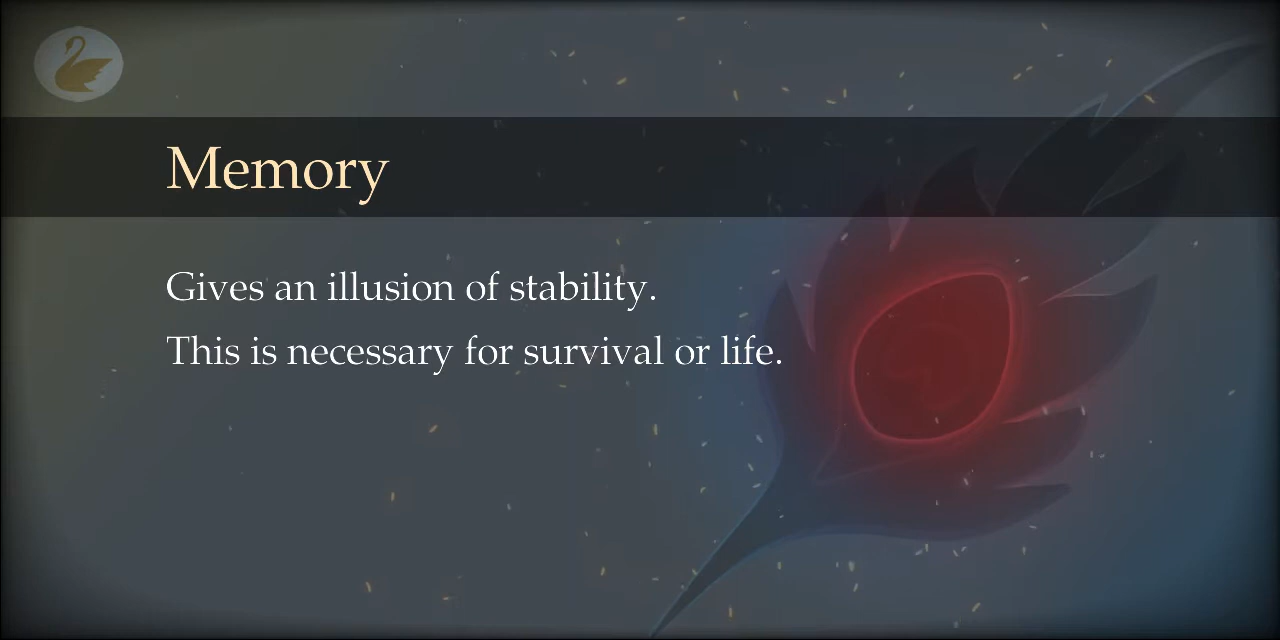 Memory
Gives an illusion of stability.
This is necessary for survival or life.